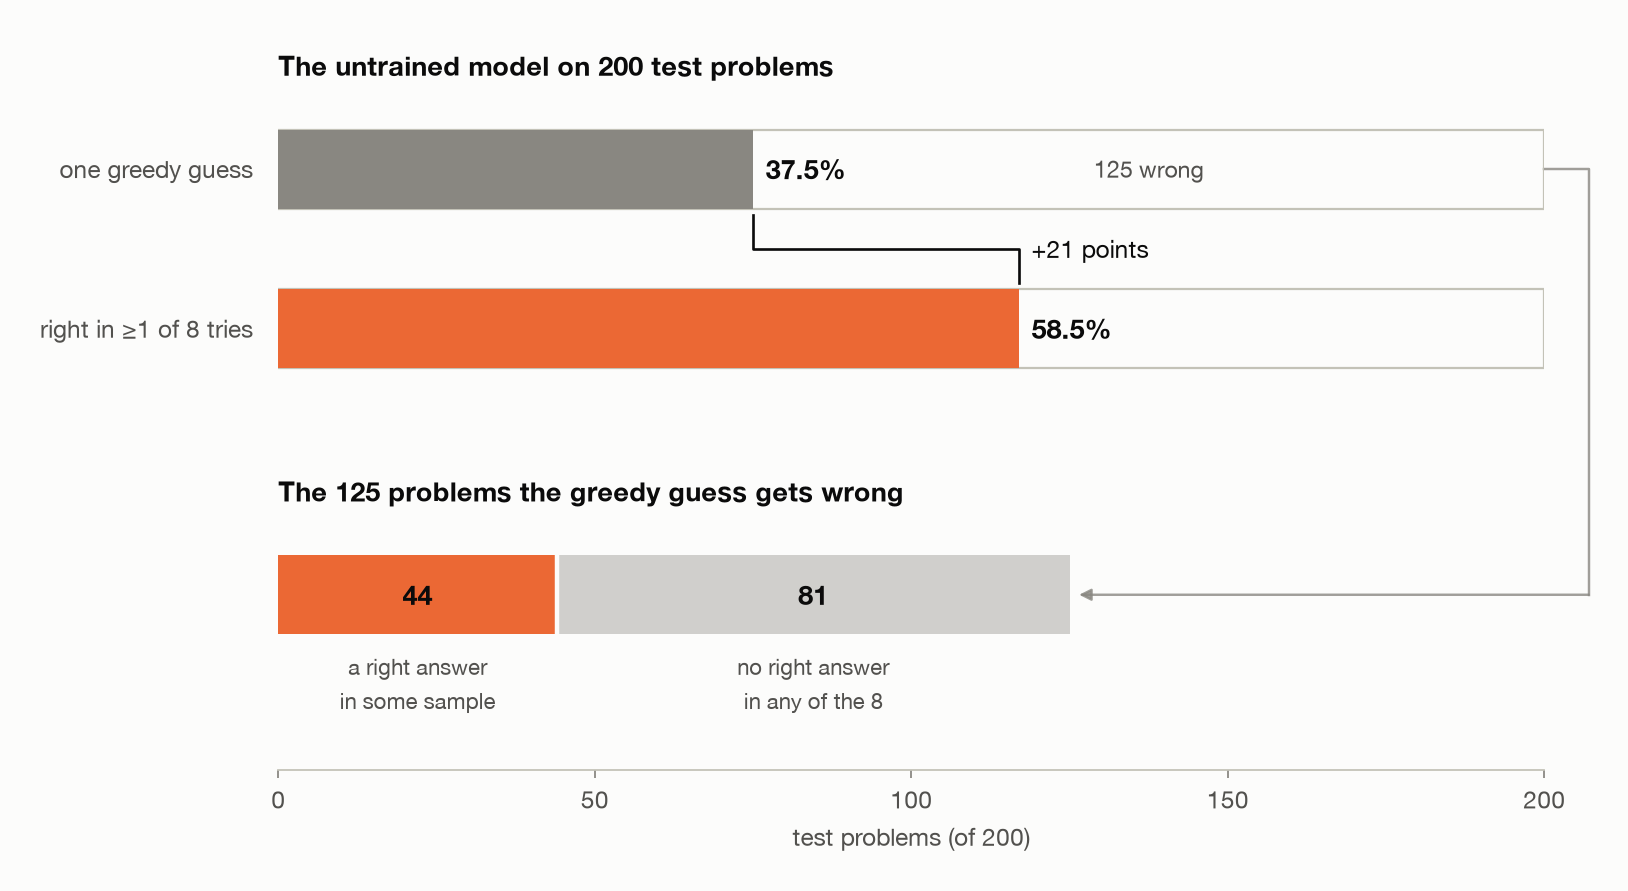 The untrained model on 200 test problems
one greedy guess
37.5%
125 wrong
+21 points
right in ≥1 of 8 tries
58.5%
The 125 problems the greedy guess gets wrong
44
81
a right answer
in some sample
no right answer
in any of the 8
0
50
100
150
200
test problems (of 200)